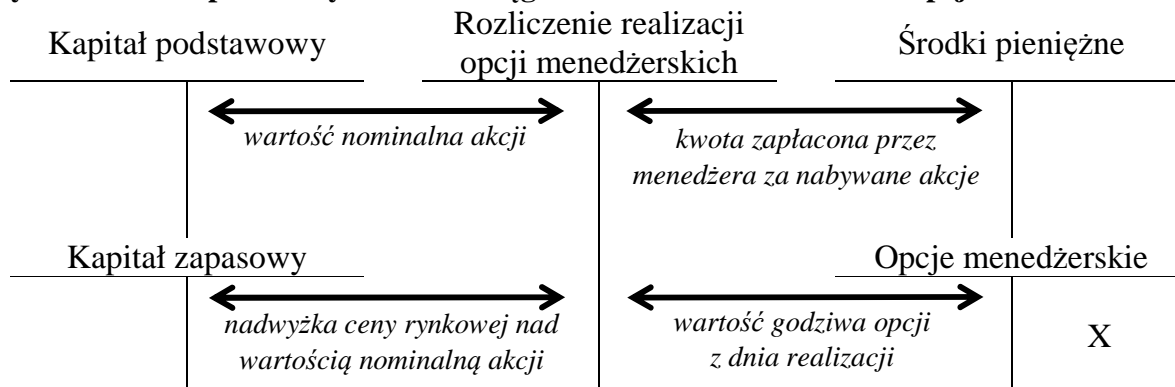 Kapitał podstawowy
Rozliczenie realizacji
opcji menedżerskich
Środki pieniężne
wartość nominalna akcji
kwota zapłacona przez
menedżera za nabywane akcje
Kapitał zapasowy
Opcje menedżerskie
nadwyżka ceny rynkowej nad
wartością nominalną akcji
wartość godziwa opcji
z dnia realizacji
X